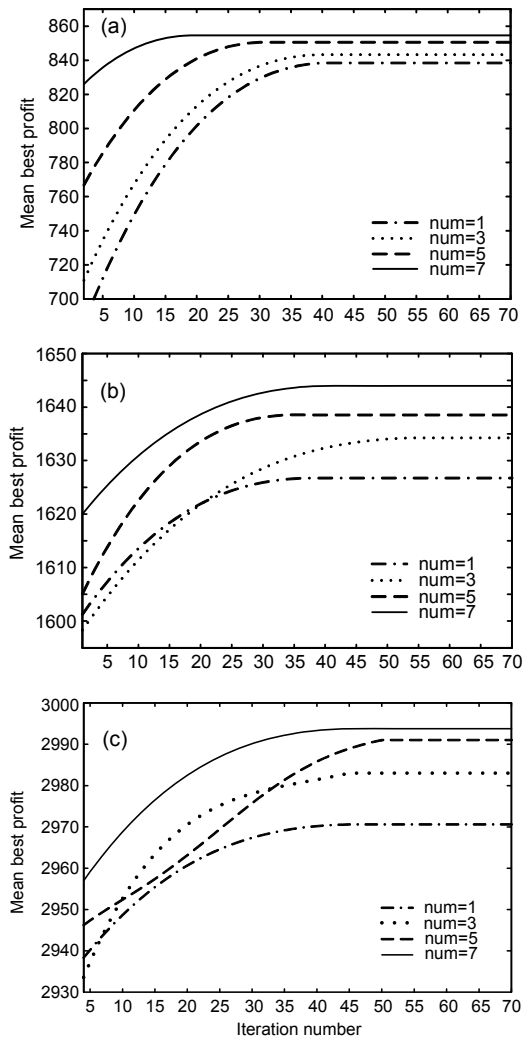 (a)
860
840
820
800
780
760
740
720
700
Mean best profit
num=1
num=3
num=5
num=7
5 10 15 20 25 30 35 40 45 50 55 60 65 70
(b)
1650
1640
1630
1620
1610
1600
Mean best profit
num=1
num=3
num=5
num=7
5 10 15 20 25 30 35 40 45 50 55 60 65 70
(c)
3000
2990
2980
2970
2960
2950
2940
2930
Mean best profit
num=1
num=3
num=5
num=7
5 10 15 20 25 30 35 40 45 50 55 60 65 70
Iteration number